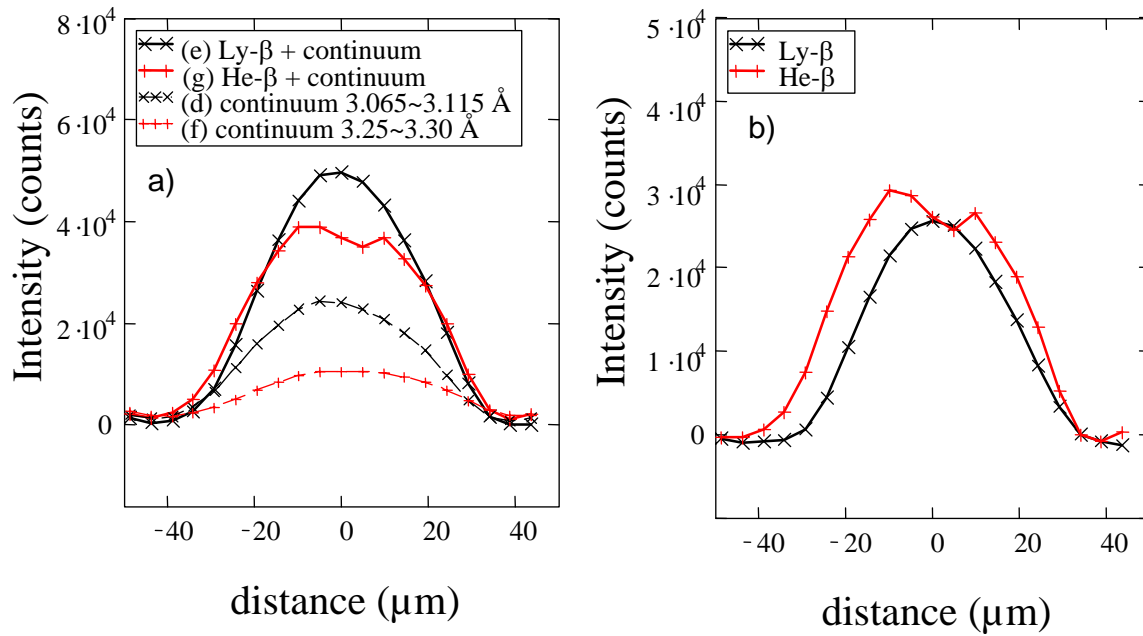 8 ·10⁴
6 ·10⁴
4 ·10⁴
2 ·10⁴
0
Intensity (counts)
(e) Ly-β + continuum
(g) He-β + continuum
(d) continuum 3.065~3.115 Å
(f) continuum 3.25~3.30 Å
a)
-40 -20 0 20 40
distance (µm)
5 ·10⁴
4 ·10⁴
3 ·10⁴
2 ·10⁴
1 ·10⁴
0
Intensity (counts)
Ly-β
He-β
b)
-40 -20 0 20 40
distance (µm)